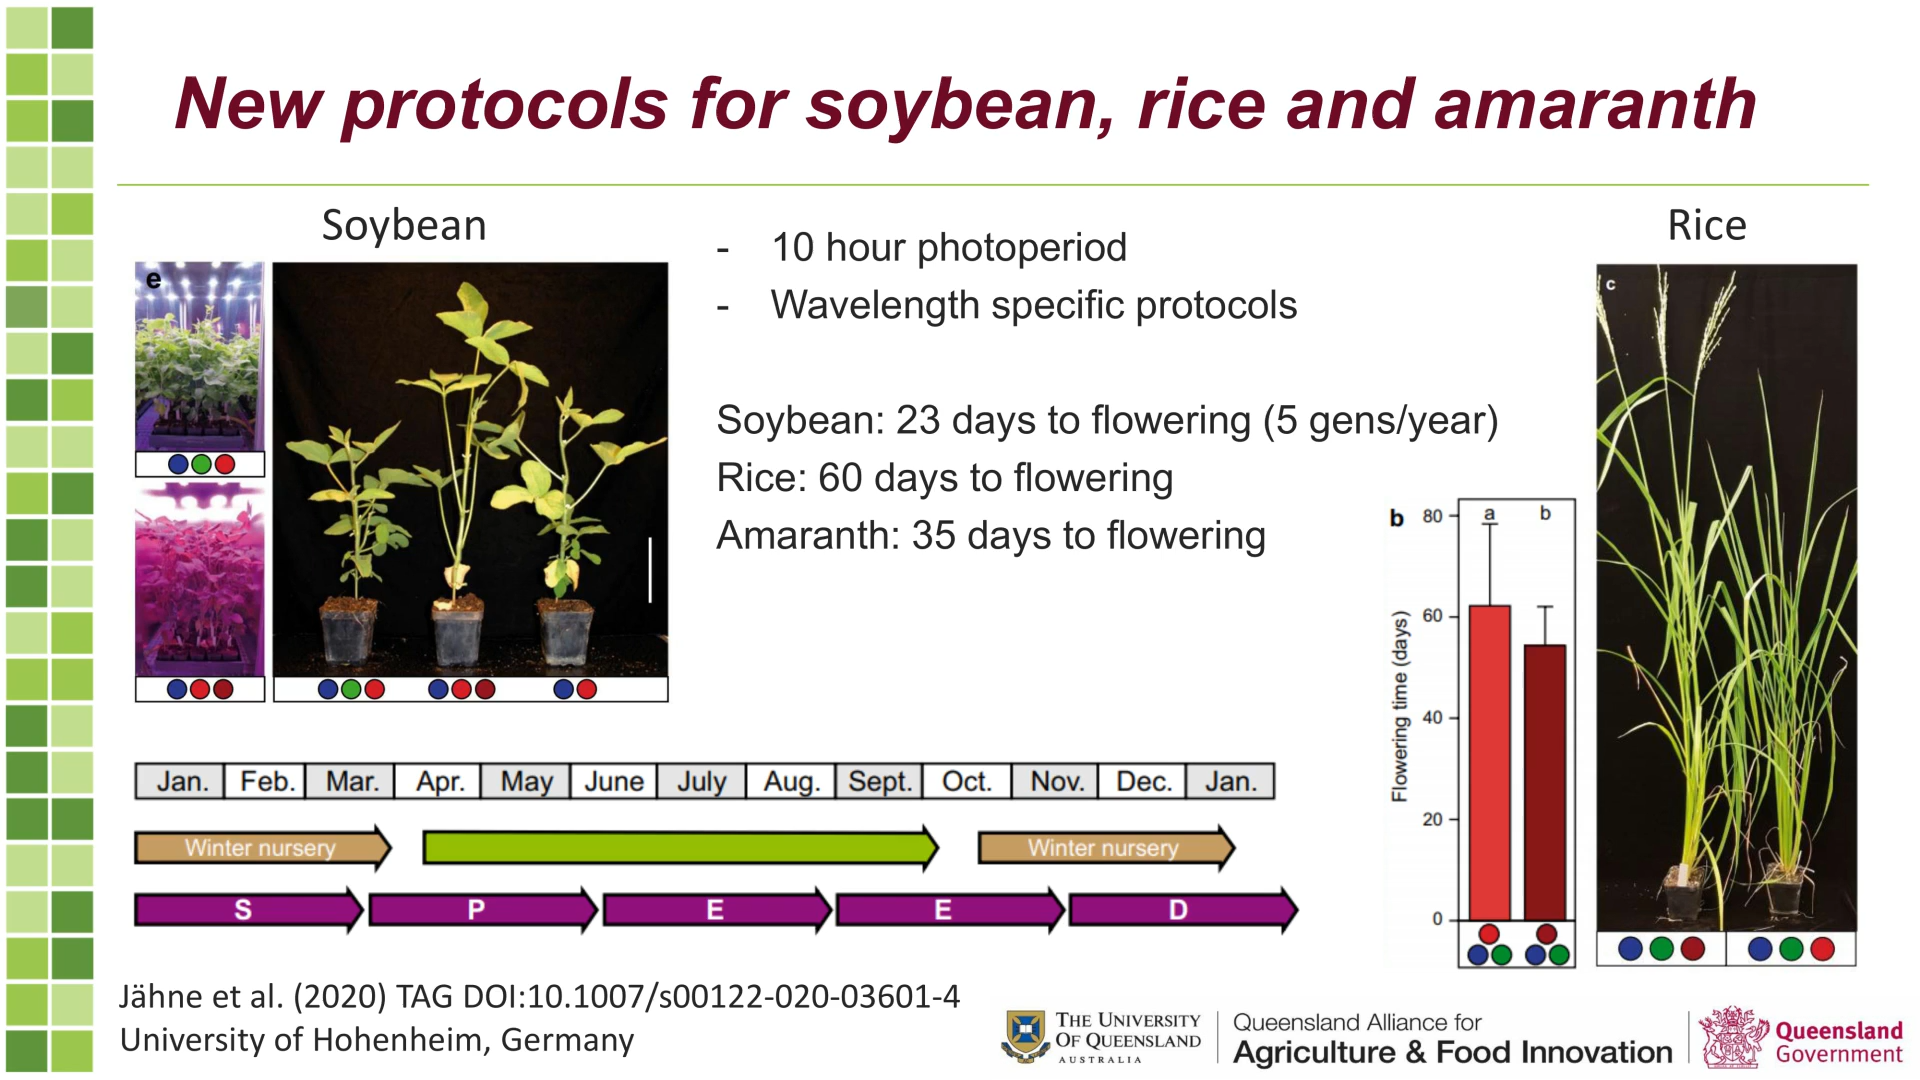 New protocols for soybean, rice and amaranth
Soybean
e
- 10 hour photoperiod
- Wavelength specific protocols
Soybean: 23 days to flowering (5 gens/year)
Rice: 60 days to flowering
Amaranth: 35 days to flowering
Rice
c
b
a b
80
60
40
20
0
Flowering time (days)
Jan. Feb. Mar. Apr. May June July Aug. Sept. Oct. Nov. Dec. Jan.
Winter nursery Winter nursery
S P E E D
Jähne et al. (2020) TAG DOI:10.1007/s00122-020-03601-4
University of Hohenheim, Germany
THE UNIVERSITY
OF QUEENSLAND
AUSTRALIA
Queensland Alliance for
Agriculture & Food Innovation
Queensland
Government